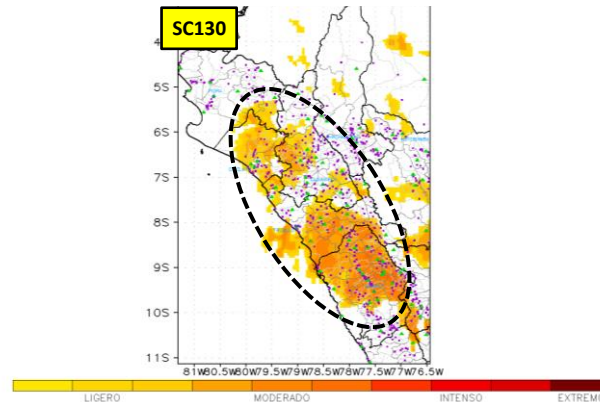 SC130
4
5S
6S
7S
8S
9S
10S
11S
81W80.5W80W79.5W79W78.5W78W77.5W77W76.5W
LIGERO MODERADO INTENSO EXTREMO